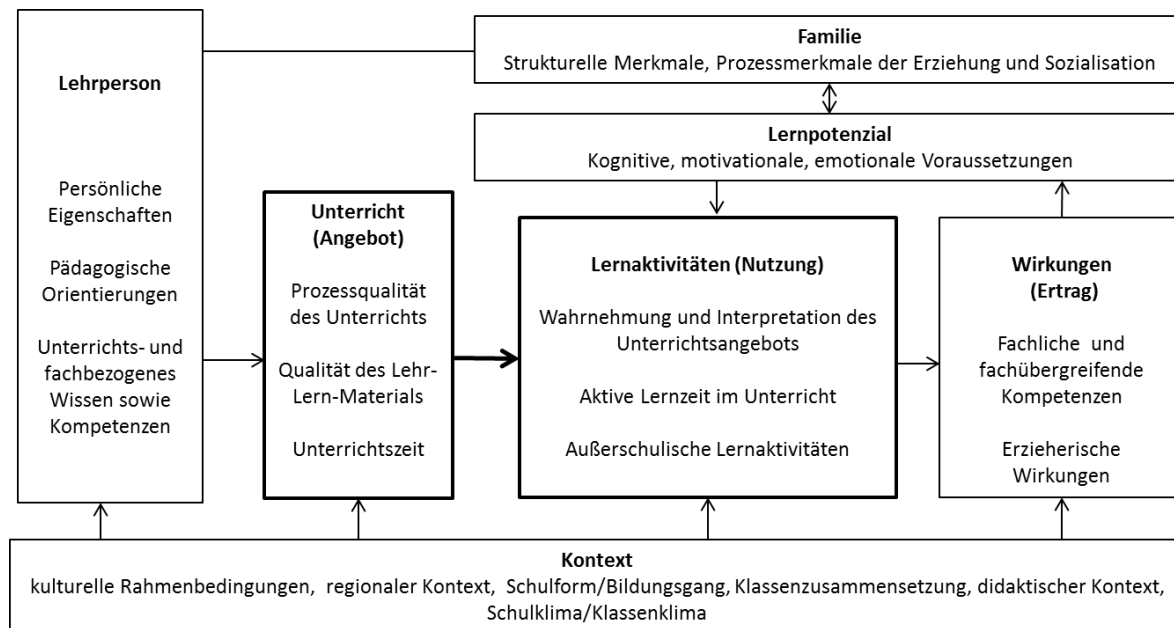 Lehrperson
Persönliche
Eigenschaften
Pädagogische
Orientierungen
Unterrichts- und
fachbezogenes
Wissen sowie
Kompetenzen
Familie
Strukturelle Merkmale, Prozessmerkmale der Erziehung und Sozialisation
Lernpotenzial
Kognitive, motivationale, emotionale Voraussetzungen
Unterricht
(Angebot)
Prozessqualität
des Unterrichts
Qualität des Lehr-
Lern-Materials
Unterrichtszeit
Lernaktivitäten (Nutzung)
Wahrnehmung und Interpretation des
Unterrichtsangebots
Aktive Lernzeit im Unterricht
Außerschulische Lernaktivitäten
Wirkungen
(Ertrag)
Fachliche und
fachübergreifende
Kompetenzen
Erzieherische
Wirkungen
Kontext
kulturelle Rahmenbedingungen, regionaler Kontext, Schulform/Bildungsgang, Klassenzusammensetzung, didaktischer Kontext,
Schulklima/Klassenklima